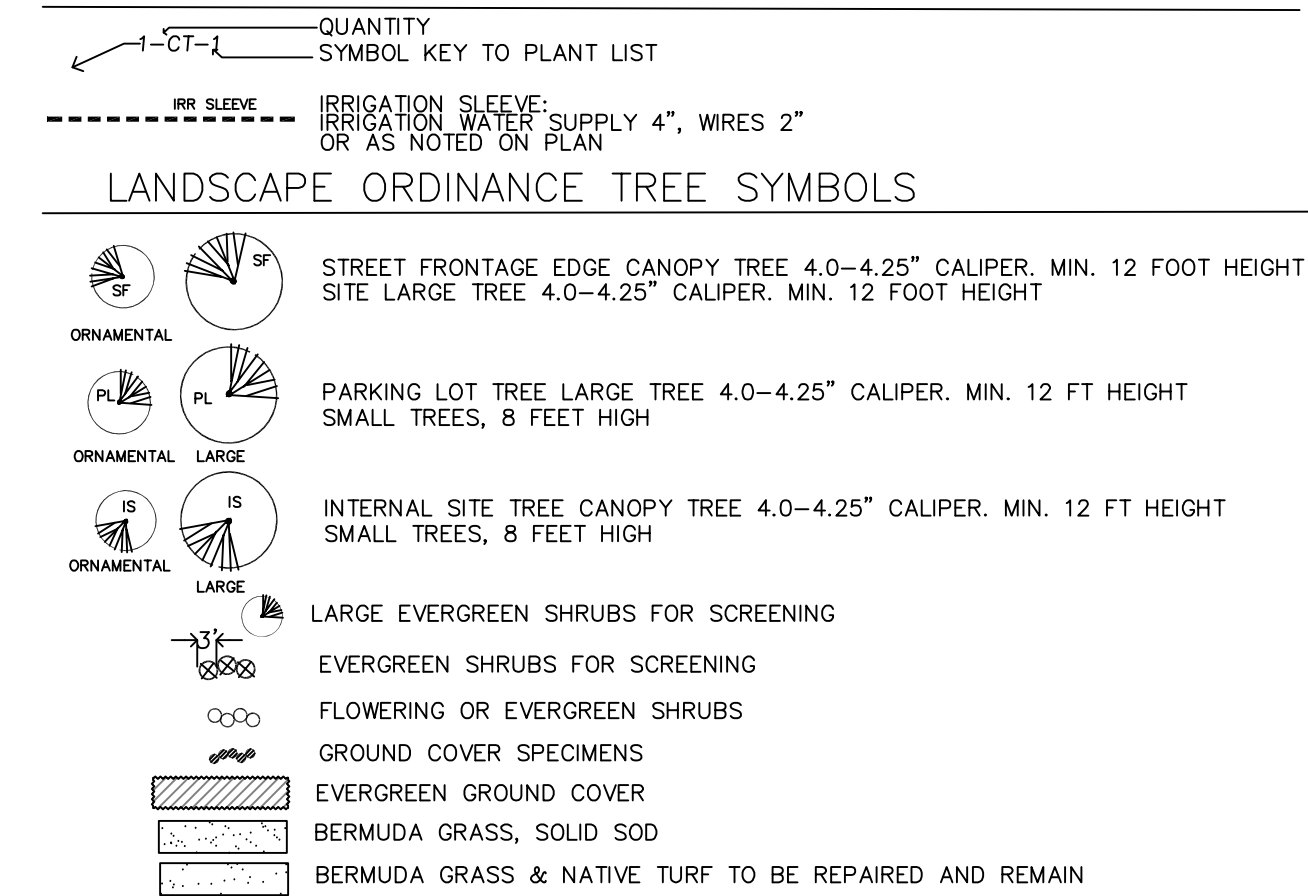 1-CT-1
QUANTITY
SYMBOL KEY TO PLANT LIST
IRR SLEEVE
IRRIGATION SLEEVE:
IRRIGATION WATER SUPPLY 4", WIRES 2"
OR AS NOTED ON PLAN
LANDSCAPE ORDINANCE TREE SYMBOLS
SF
SF
ORNAMENTAL
STREET FRONTAGE EDGE CANOPY TREE 4.0-4.25" CALIPER. MIN. 12 FOOT HEIGHT
SITE LARGE TREE 4.0-4.25" CALIPER. MIN. 12 FOOT HEIGHT
PL
PL
ORNAMENTAL LARGE
PARKING LOT TREE LARGE TREE 4.0-4.25" CALIPER. MIN. 12 FT HEIGHT
SMALL TREES, 8 FEET HIGH
IS
IS
ORNAMENTAL
LARGE
INTERNAL SITE TREE CANOPY TREE 4.0-4.25" CALIPER. MIN. 12 FT HEIGHT
SMALL TREES, 8 FEET HIGH
LARGE EVERGREEN SHRUBS FOR SCREENING
3'
EVERGREEN SHRUBS FOR SCREENING
FLOWERING OR EVERGREEN SHRUBS
GROUND COVER SPECIMENS
EVERGREEN GROUND COVER
BERMUDA GRASS, SOLID SOD
BERMUDA GRASS & NATIVE TURF TO BE REPAIRED AND REMAIN